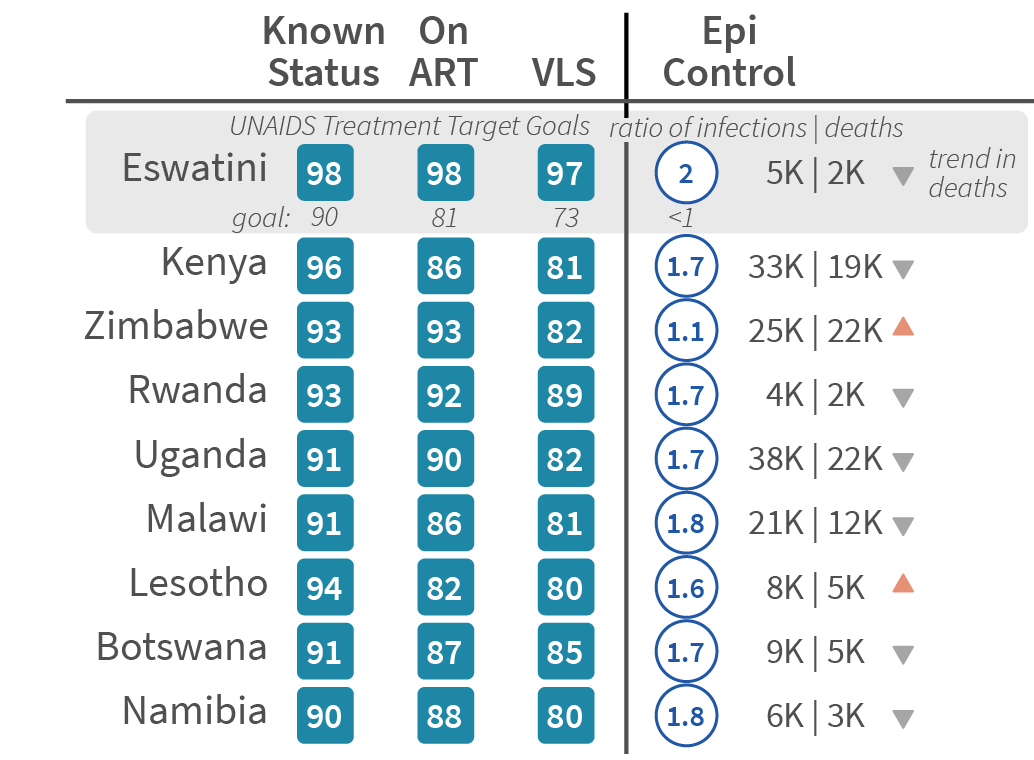 Known On Epi
Status ART VLS Control
UNAIDS Treatment Target Goals ratio of infections | deaths
Eswatini 98 98 97 2 5K | 2K trend in deaths
goal: 90 81 73 <1
Kenya 96 86 81 1.7 33K | 19K
Zimbabwe 93 93 82 1.1 25K | 22K
Rwanda 93 92 89 1.7 4K | 2K
Uganda 91 90 82 1.7 38K | 22K
Malawi 91 86 81 1.8 21K | 12K
Lesotho 94 82 80 1.6 8K | 5K
Botswana 91 87 85 1.7 9K | 5K
Namibia 90 88 80 1.8 6K | 3K